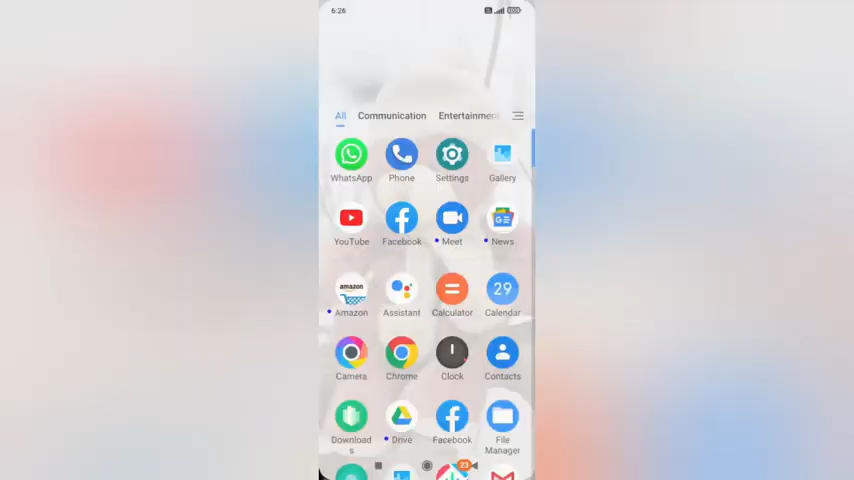 6:26
All Communication Entertainmen
WhatsApp Phone Settings Gallery
YouTube Facebook Meet News
amazon
29
Amazon Assistant Calculator Calendar
Camera Chrome Clock Contacts
Download
s Drive Facebook File
Manager
23